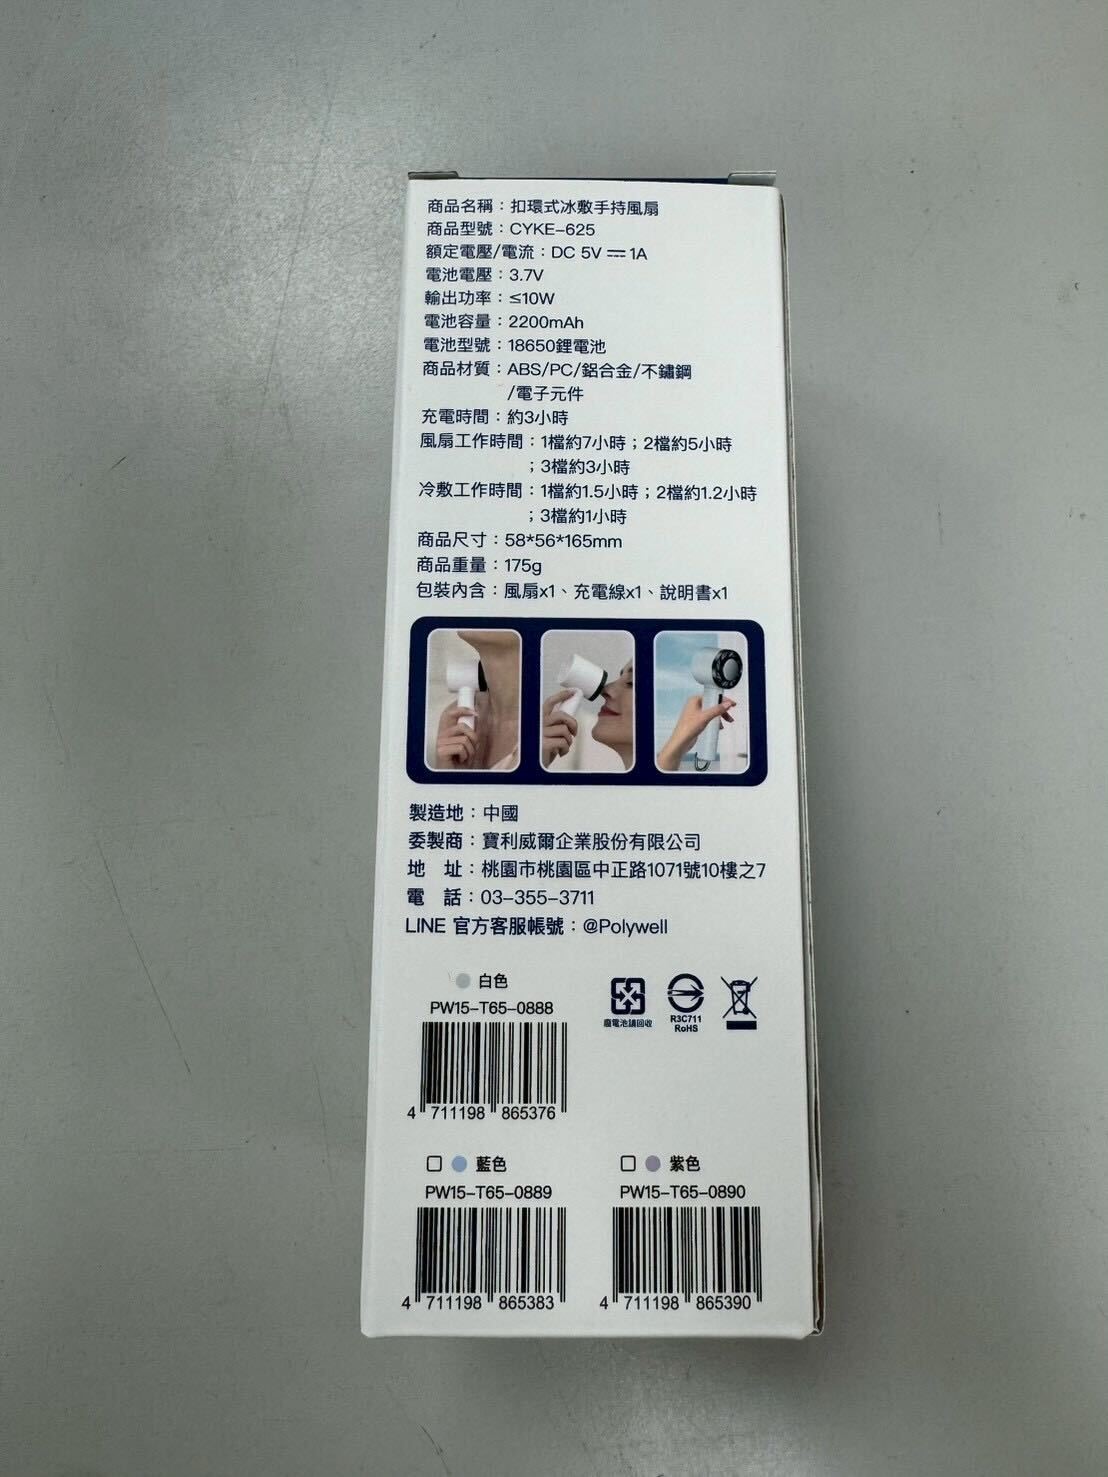 商品名稱：扣環式冰敷手持風扇
商品型號：CYKE-625
額定電壓/電流：DC 5V⎓1A
電池電壓：3.7V
輸出功率：≤10W
電池容量：2200mAh
電池型號：18650鋰電池
商品材質：ABS/PC/鋁合金/不鏽鋼
/電子元件
充電時間：約3小時
風扇工作時間：1檔約7小時；2檔約5小時
；3檔約3小時
冷敷工作時間：1檔約1.5小時；2檔約1.2小時
；3檔約1小時
商品尺寸：58*56*165mm
商品重量：175g
包裝內含：風扇x1、充電線x1、說明書x1
製造地：中國
委製商：寶利威爾企業股份有限公司
地　址：桃園市桃園區中正路1071號10樓之7
電　話：03-355-3711
LINE 官方客服帳號：@Polywell
白色
PW15-T65-0888
4 711198 865376
廢電池請回收
R3C711
RoHS
藍色
PW15-T65-0889
4 711198 865383
紫色
PW15-T65-0890
4 711198 865390